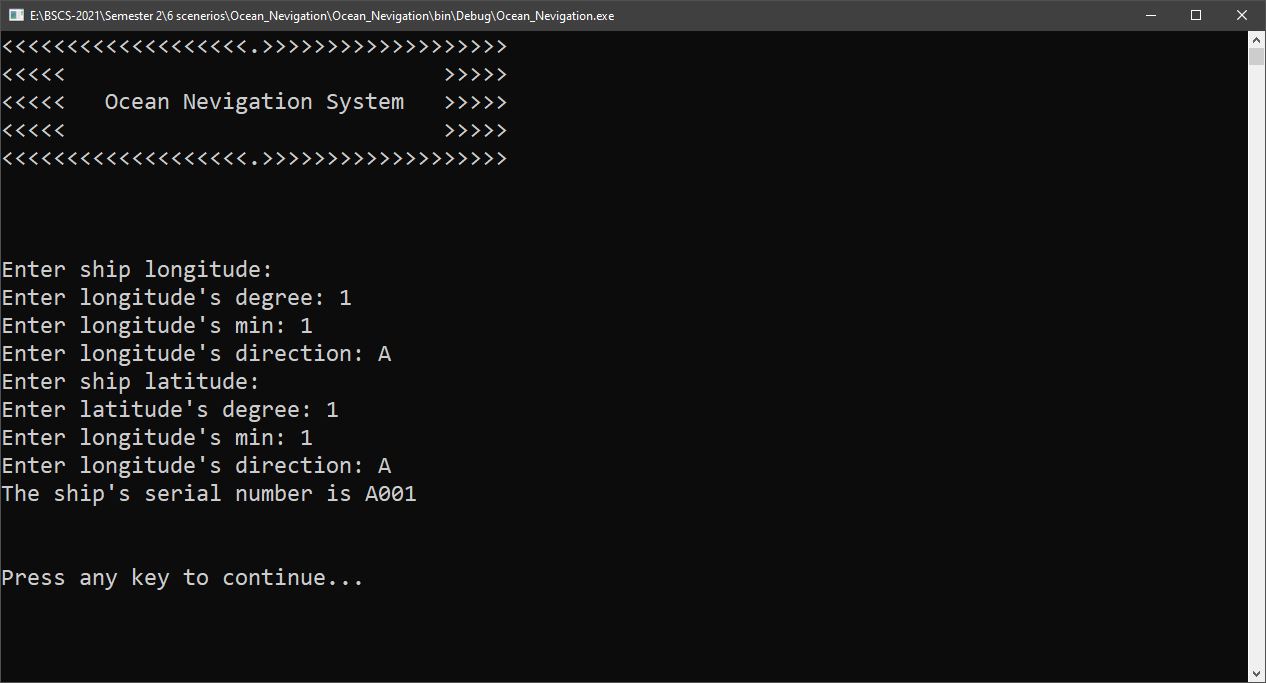 E:\BSCS-2021\Semester 2\6 scenerios\Ocean_Nevigation\Ocean_Nevigation\bin\Debug\Ocean_Nevigation.exe
<<<<<<<<<<<<<<<<<<<.>>>>>>>>>>>>>>>>>>>
<<<<<                             >>>>>
<<<<<   Ocean Nevigation System   >>>>>
<<<<<                             >>>>>
<<<<<<<<<<<<<<<<<<<.>>>>>>>>>>>>>>>>>>>
Enter ship longitude:
Enter longitude's degree: 1
Enter longitude's min: 1
Enter longitude's direction: A
Enter ship latitude:
Enter latitude's degree: 1
Enter longitude's min: 1
Enter longitude's direction: A
The ship's serial number is A001
Press any key to continue...